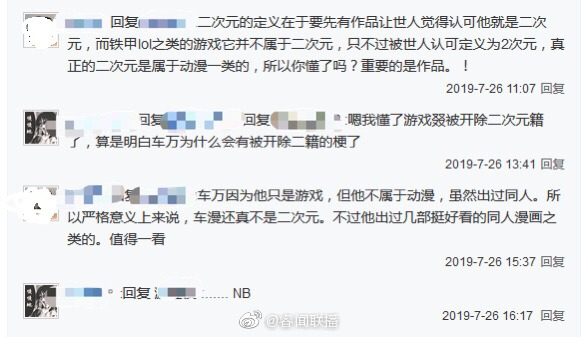 回复 二次元的定义在于要先有作品让世人觉得认可他就是二次
元，而铁甲lol之类的游戏它并不属于二次元，只不过被世人认可定义为2次元，真
正的二次元是属于动漫一类的，所以你懂了吗？重要的是作品。！
2019-7-26 11:07 回复
回复 回复 :嗯我懂了游戏叕被开除二次元籍
了，算是明白车万为什么会有被开除二籍的梗了
2019-7-26 13:41 回复
回复 车万因为他只是游戏，但他不属于动漫，虽然出过同人。所
以严格意义上来说，车漫还真不是二次元。不过他出过几部挺好看的同人漫画之
类的。值得一看
2019-7-26 15:37 回复
:回复 :...... NB
@客闻联播
2019-7-26 16:17 回复